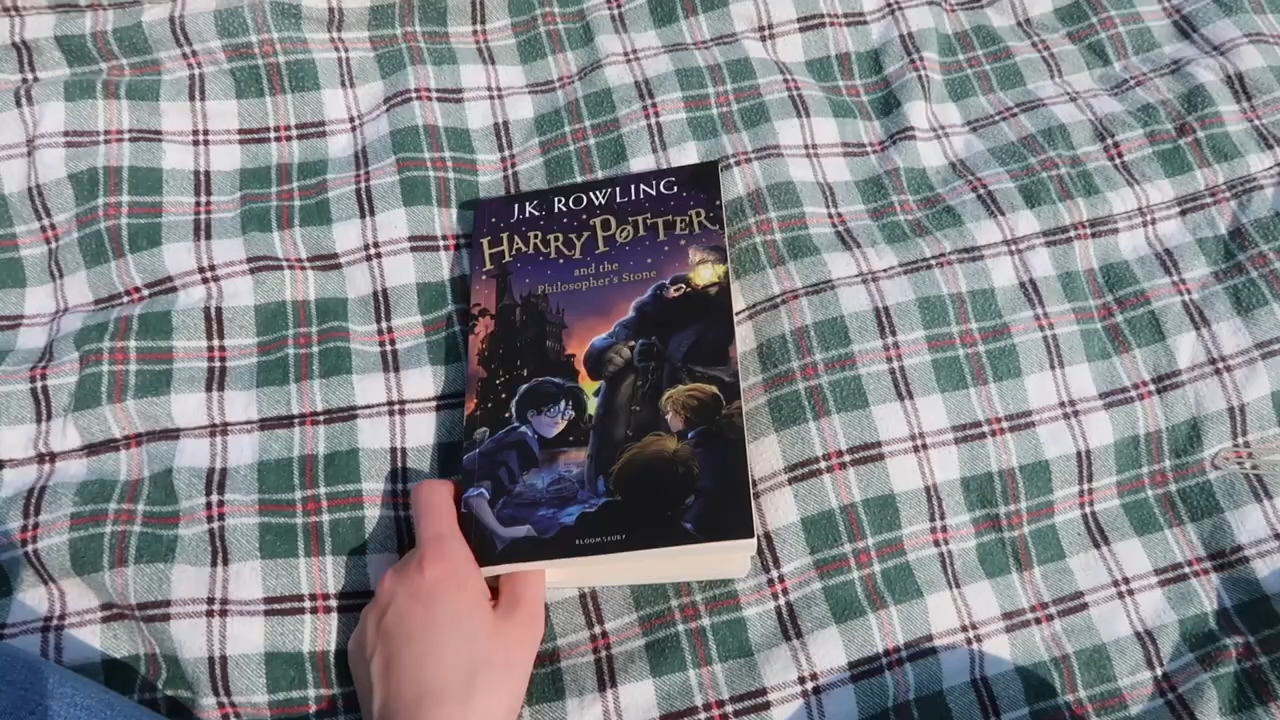 J.K. ROWLING
HARRY POTTER
and the
Philosopher's Stone
BLOOMSBURY